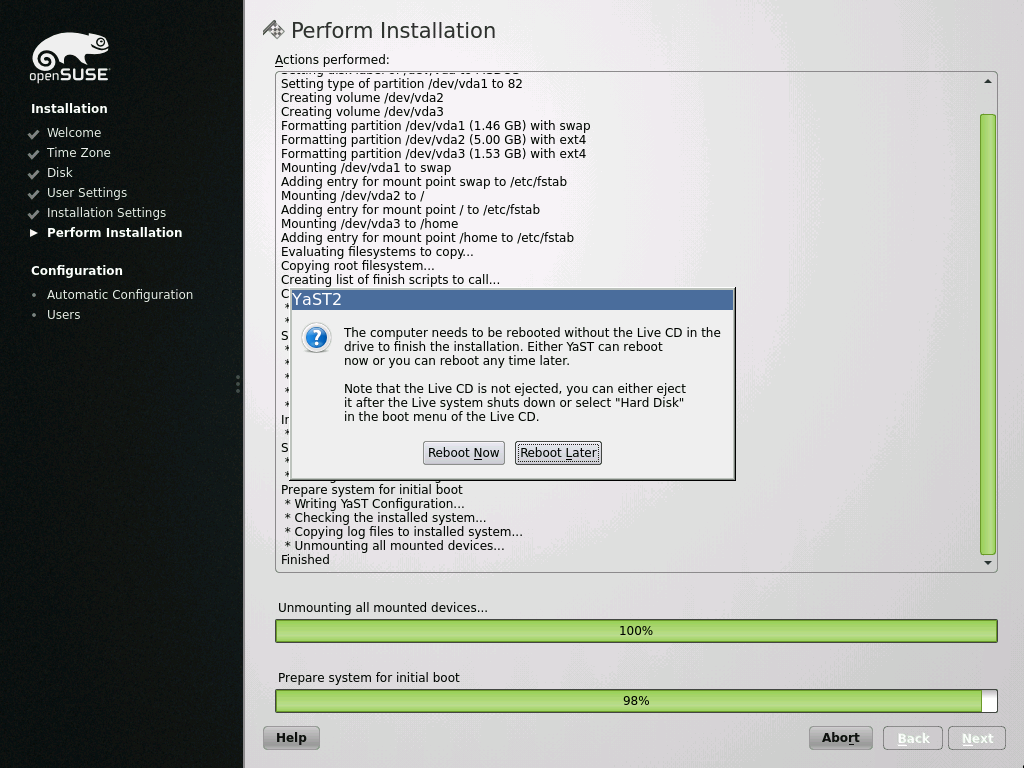 openSUSE
Installation
Welcome
Time Zone
Disk
User Settings
Installation Settings
Perform Installation
Configuration
Automatic Configuration
Users
Perform Installation
Actions performed:
Setting type of partition /dev/vda1 to 82
Creating volume /dev/vda2
Creating volume /dev/vda3
Formatting partition /dev/vda1 (1.46 GB) with swap
Formatting partition /dev/vda2 (5.00 GB) with ext4
Formatting partition /dev/vda3 (1.53 GB) with ext4
Mounting /dev/vda1 to swap
Adding entry for mount point swap to /etc/fstab
Mounting /dev/vda2 to /
Adding entry for mount point / to /etc/fstab
Mounting /dev/vda3 to /home
Adding entry for mount point /home to /etc/fstab
Evaluating filesystems to copy...
Copying root filesystem...
Creating list of finish scripts to call...
YaST2
The computer needs to be rebooted without the Live CD in the
drive to finish the installation. Either YaST can reboot
now or you can reboot any time later.
Note that the Live CD is not ejected, you can either eject
it after the Live system shuts down or select "Hard Disk"
in the boot menu of the Live CD.
Reboot Now Reboot Later
Prepare system for initial boot
* Writing YaST Configuration...
* Checking the installed system...
* Copying log files to installed system...
* Unmounting all mounted devices...
Finished
Unmounting all mounted devices...
100%
Prepare system for initial boot
98%
Help Abort Back Next